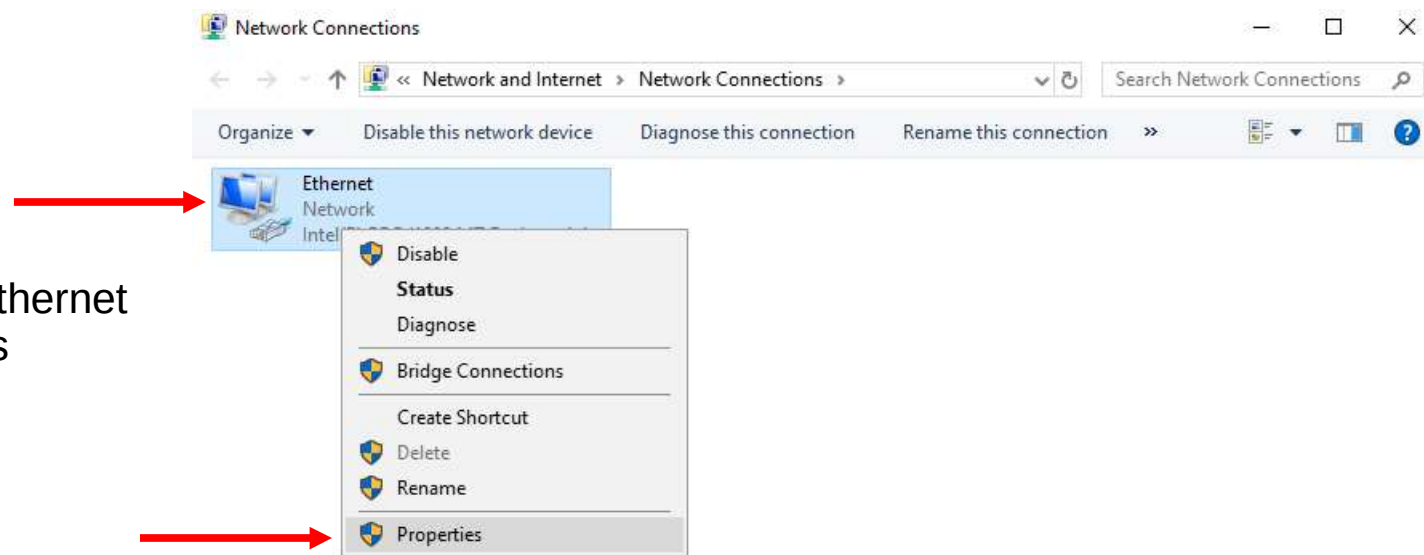 Network Connections
« Network and Internet › Network Connections ›
Search Network Connections
Organize
Disable this network device
Diagnose this connection
Rename this connection
»
Ethernet
Network
Intel
thernet
s
Disable
Status
Diagnose
Bridge Connections
Create Shortcut
Delete
Rename
Properties